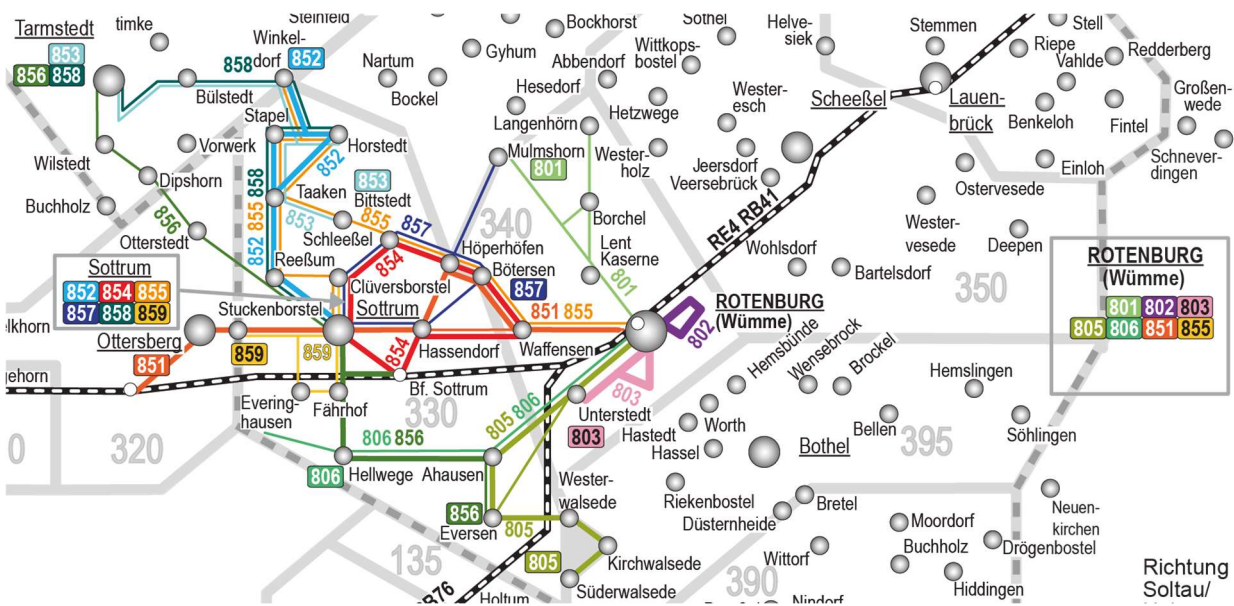 timke
Steinfeld
Bockhorst
Sothel
Helve-
siek
Stemmen
Stell
Tarmstedt
853
856 858
Winkel-
dorf
852
858
Bülstedt
Nartum
Bockel
Gyhum
Abbendorf
Wittkops-
bostel
Riepe
Vahlde
Redderberg
Hesedorf
Hetzwege
Wester-
esch
Scheeßel
Lauen-
brück
Benkeloh
Fintel
Großen-
wede
Stapel
Horstedt
Vorwerk
Langenhörn
Mulmshorn
801
Wester-
holz
Jeersdorf
Veersebrück
Einloh
Schnever-
dingen
Wilstedt
Dipshorn
Buchholz
856
852 855 858
852
Taaken
853
Bittstedt
853
855
857
340
Borchel
RE4 RB41
Ostervesede
Wester-
vesede
Deepen
Otterstedt
Schleeßel
Höperhöfen
Lent
Kaserne
Wohlsdorf
Bartelsdorf
350
ROTENBURG
(Wümme)
801 802 803
805 806 851 855
Sottrum
852 854 855
857 858 859
Reeßum
854
Clüversborstel
Bötersen
857
801
Stuckenborstel
Sottrum
851 855
ROTENBURG
(Wümme)
802
elkhorn
Ottersberg
851
859
859
854
Hassendorf
Waffensen
gehorn
Bf. Sottrum
Hemsbünde
Wensebrock
Brockel
Hemslingen
Evering-
hausen
Fährhof
330
803
Unterstedt
803
320
0
805 806
Hastedt
Worth
Hassel
Bothel
Bellen
395
Söhlingen
806 856
806
Hellwege
Ahausen
Wester-
walsede
Riekenbostel
Düsternheide
Bretel
Neuen-
kirchen
856
Eversen
805
805
Kirchwalsede
Süderwalsede
Moordorf
Buchholz
Drögenbostel
Hiddingen
Wittorf
135
390
Holtum
Nindorf
Richtung
Soltau/